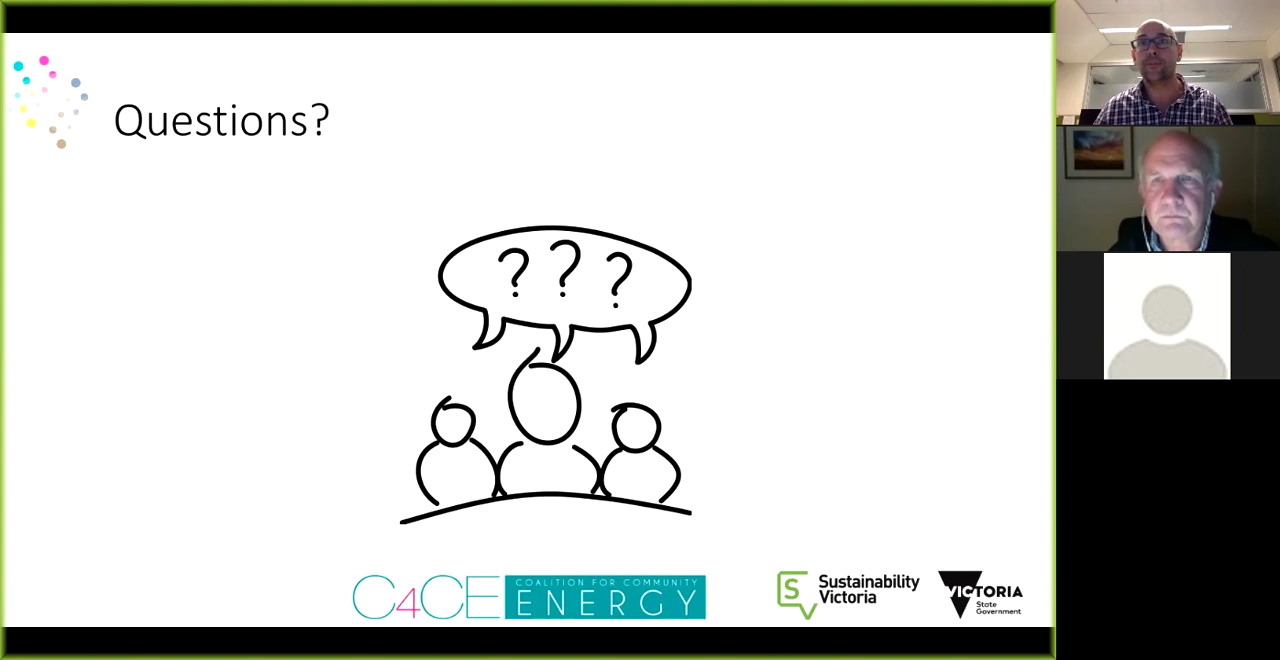 Questions?
? ? ?
C4CE COALITION FOR COMMUNITY
ENERGY
S Sustainability
Victoria
VICTORIA
State
Government